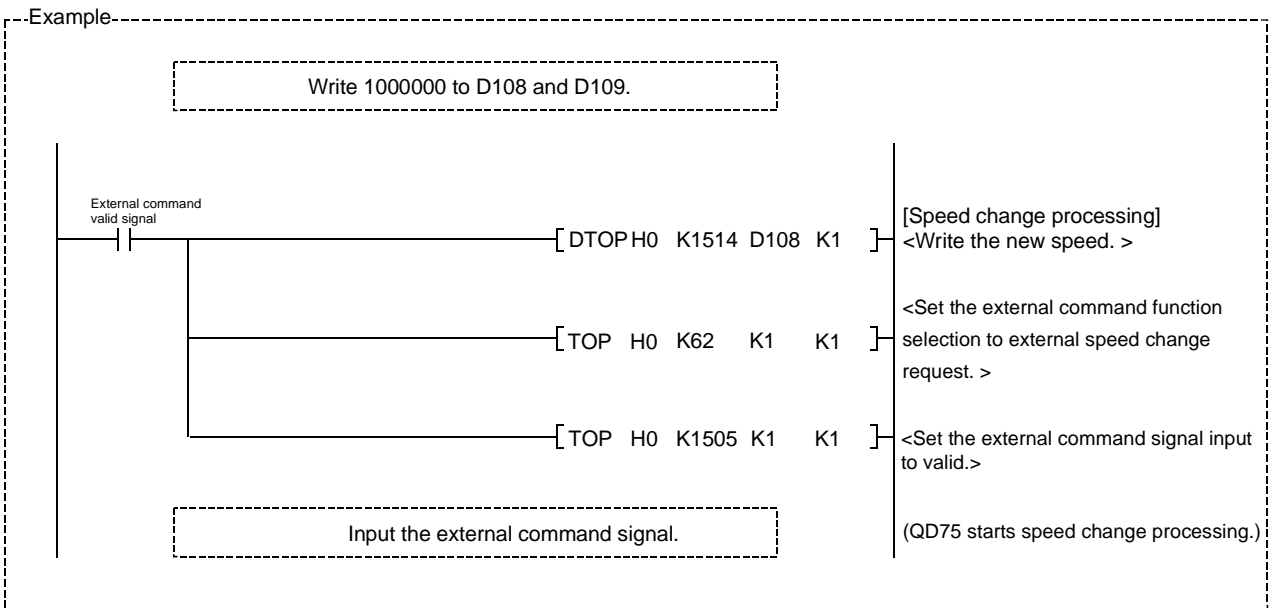 Example
Write 1000000 to D108 and D109.
External command
valid signal
DTOP H0 K1514 D108 K1
[Speed change processing]
<Write the new speed. >
TOP H0 K62 K1 K1
<Set the external command function
selection to external speed change
request. >
TOP H0 K1505 K1 K1
<Set the external command signal input
to valid.>
Input the external command signal.
(QD75 starts speed change processing.)